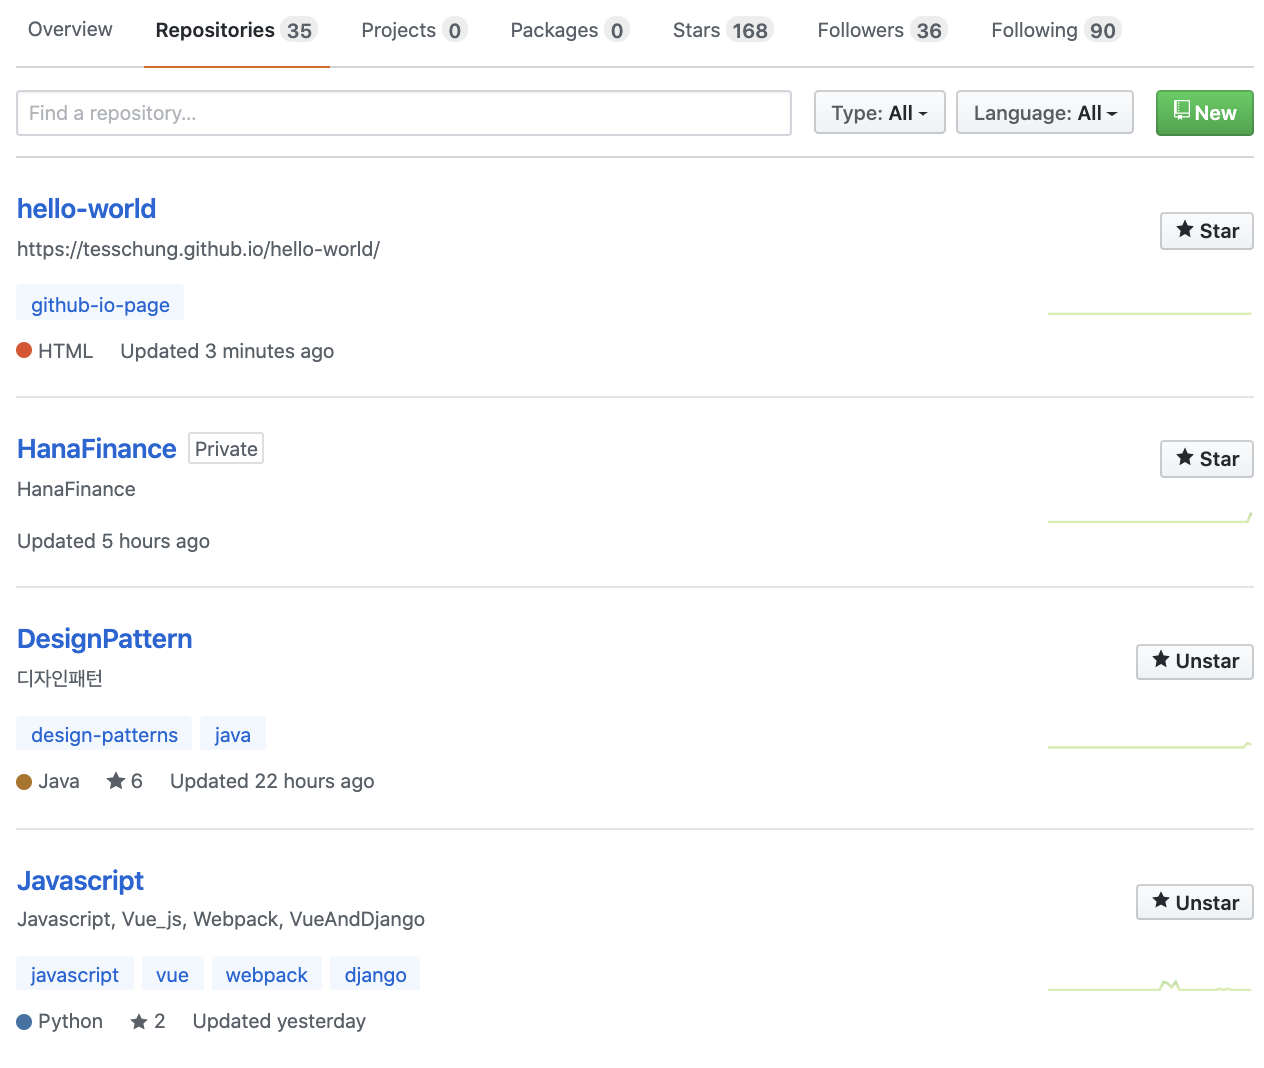 Overview Repositories 35 Projects 0 Packages 0 Stars 168 Followers 36 Following 90
Find a repository... Type: All Language: All New
hello-world
Star
https://tesschung.github.io/hello-world/
github-io-page
HTML Updated 3 minutes ago
HanaFinance Private
Star
HanaFinance
Updated 5 hours ago
DesignPattern
Unstar
디자인패턴
design-patterns java
Java 6 Updated 22 hours ago
Javascript
Unstar
Javascript, Vue_js, Webpack, VueAndDjango
javascript vue webpack django
Python 2 Updated yesterday